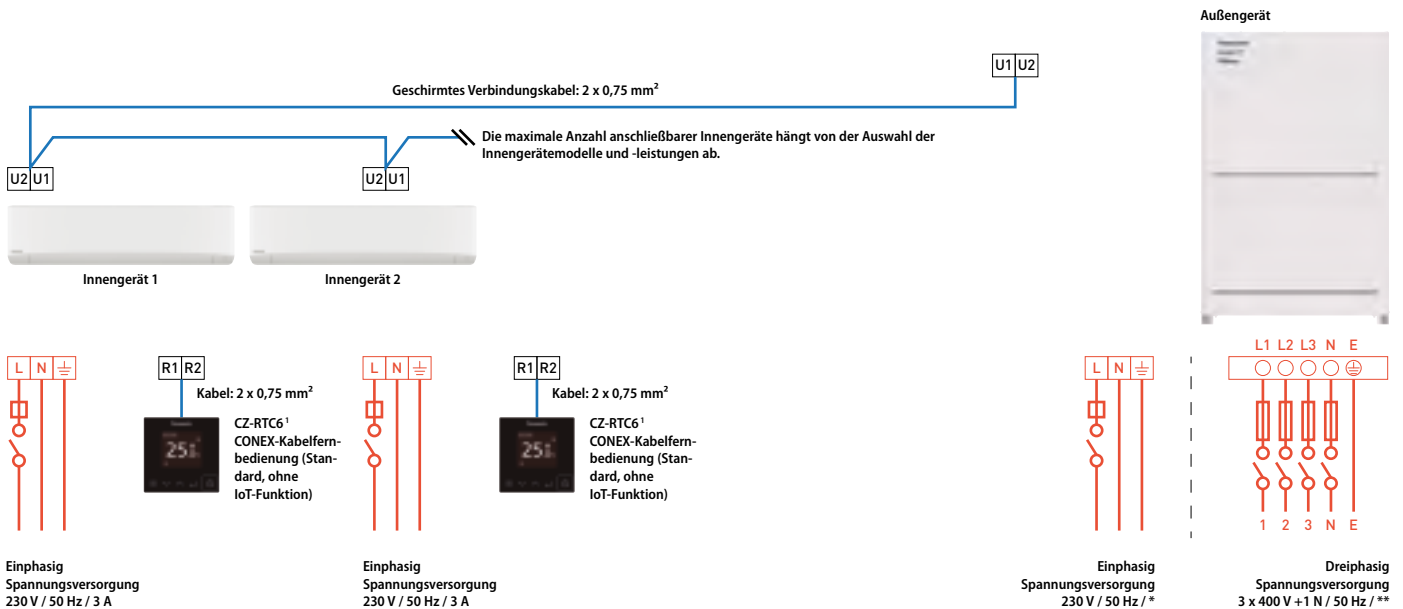 Außengerät
U1 U2
Geschirmtes Verbindungskabel: 2 x 0,75 mm²
Die maximale Anzahl anschließbarer Innengeräte hängt von der Auswahl der
Innengerätemodelle und -leistungen ab.
U2 U1
U2 U1
Innengerät 1
Innengerät 2
L N
R1 R2
Kabel: 2 x 0,75 mm²
CZ-RTC6 ¹
CONEX-Kabelfern-
bedienung (Stan-
dard, ohne
IoT-Funktion)
25
L N
R1 R2
Kabel: 2 x 0,75 mm²
CZ-RTC6 ¹
CONEX-Kabelfern-
bedienung (Stan-
dard, ohne
IoT-Funktion)
25
L N
L1 L2 L3 N E
1 2 3 N E
Einphasig
Spannungsversorgung
230 V / 50 Hz / 3 A
Einphasig
Spannungsversorgung
230 V / 50 Hz / 3 A
Einphasig
Spannungsversorgung
230 V / 50 Hz / *
Dreiphasig
Spannungsversorgung
3 x 400 V +1 N / 50 Hz / **